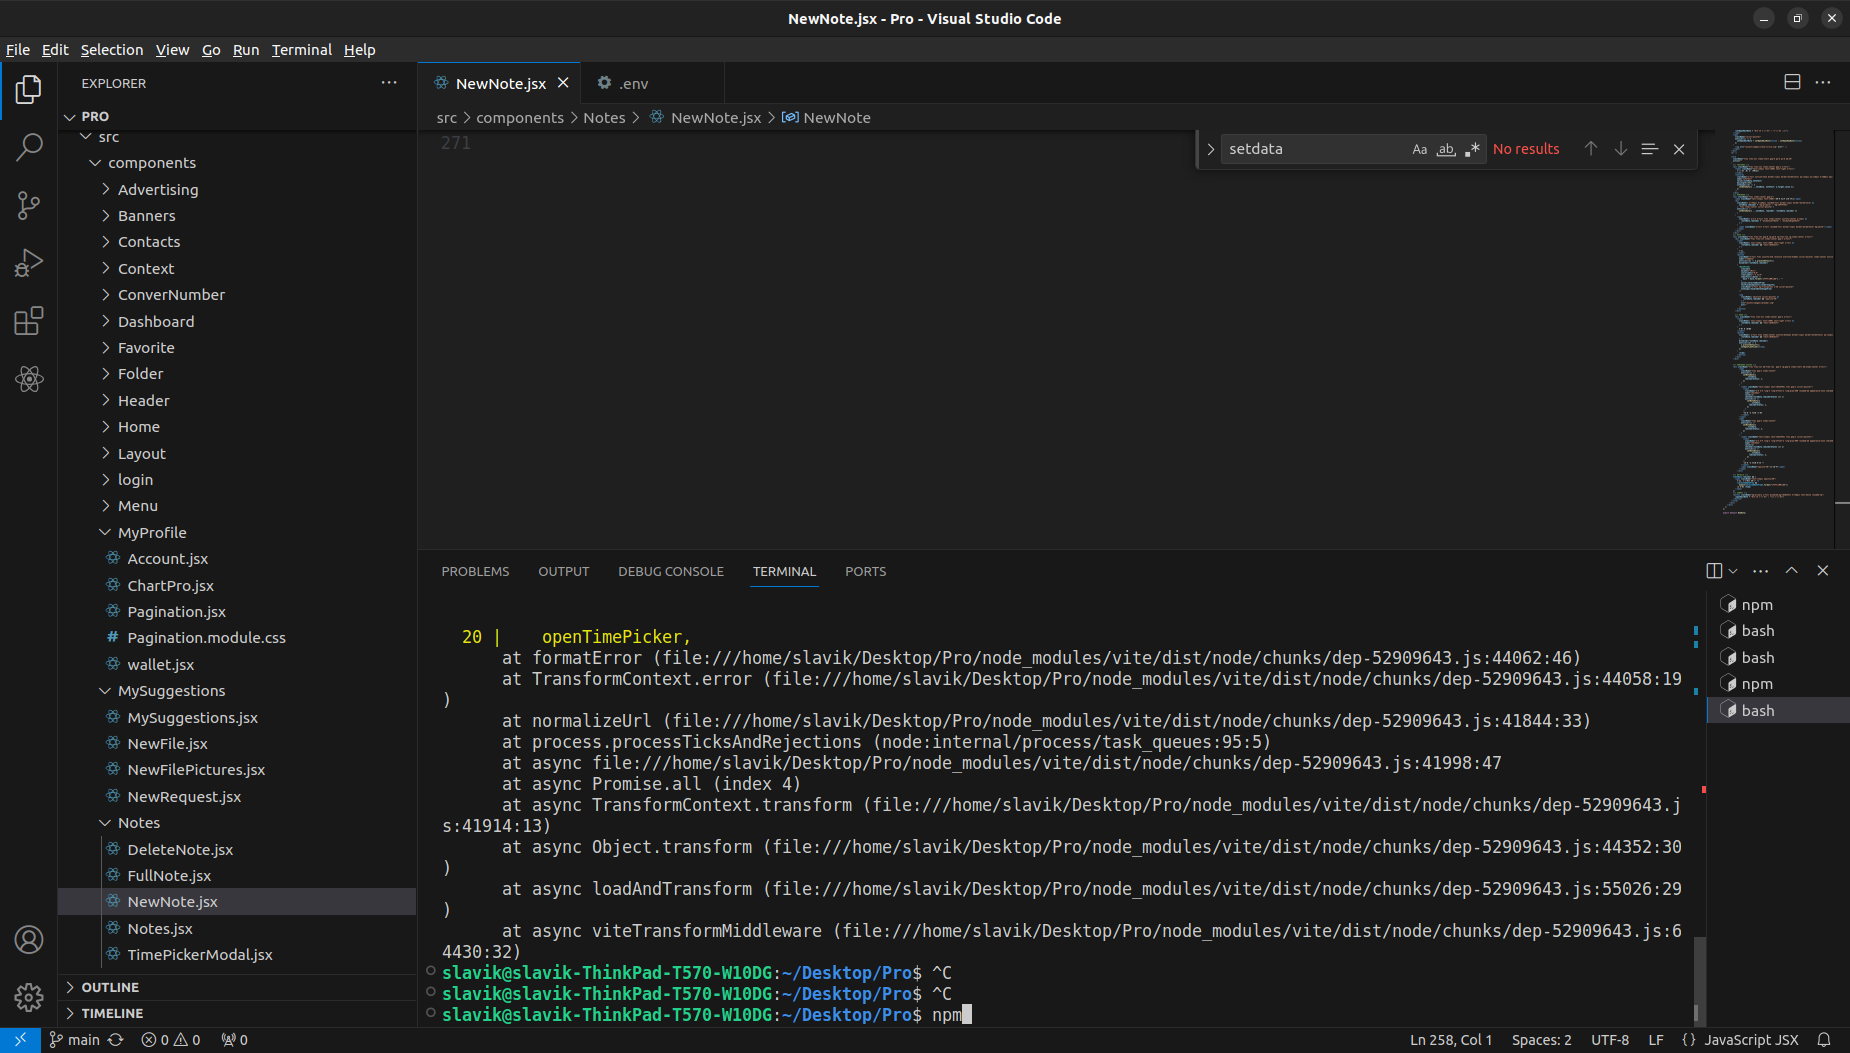 NewNote.jsx - Pro - Visual Studio Code
File Edit Selection View Go Run Terminal Help
EXPLORER
PRO
src
components
Advertising
Banners
Contacts
Context
ConverNumber
Dashboard
Favorite
Folder
Header
Home
Layout
login
Menu
MyProfile
Account.jsx
ChartPro.jsx
Pagination.jsx
# Pagination.module.css
wallet.jsx
MySuggestions
MySuggestions.jsx
NewFile.jsx
NewFilePictures.jsx
NewRequest.jsx
Notes
DeleteNote.jsx
FullNote.jsx
NewNote.jsx
Notes.jsx
TimePickerModal.jsx
OUTLINE
TIMELINE
NewNote.jsx .env
src > components > Notes > NewNote.jsx > NewNote
271
setdata Aa ab .* No results
PROBLEMS OUTPUT DEBUG CONSOLE TERMINAL PORTS
20 | openTimePicker,
at formatError (file:///home/slavik/Desktop/Pro/node_modules/vite/dist/node/chunks/dep-52909643.js:44062:46)
at TransformContext.error (file:///home/slavik/Desktop/Pro/node_modules/vite/dist/node/chunks/dep-52909643.js:44058:19
)
at normalizeUrl (file:///home/slavik/Desktop/Pro/node_modules/vite/dist/node/chunks/dep-52909643.js:41844:33)
at process.processTicksAndRejections (node:internal/process/task_queues:95:5)
at async file:///home/slavik/Desktop/Pro/node_modules/vite/dist/node/chunks/dep-52909643.js:41998:47
at async Promise.all (index 4)
at async TransformContext.transform (file:///home/slavik/Desktop/Pro/node_modules/vite/dist/node/chunks/dep-52909643.j
s:41914:13)
at async Object.transform (file:///home/slavik/Desktop/Pro/node_modules/vite/dist/node/chunks/dep-52909643.js:44352:30
)
at async loadAndTransform (file:///home/slavik/Desktop/Pro/node_modules/vite/dist/node/chunks/dep-52909643.js:55026:29
)
at async viteTransformMiddleware (file:///home/slavik/Desktop/Pro/node_modules/vite/dist/node/chunks/dep-52909643.js:6
4430:32)
slavik@slavik-ThinkPad-T570-W10DG:~/Desktop/Pro$ ^C
slavik@slavik-ThinkPad-T570-W10DG:~/Desktop/Pro$ ^C
slavik@slavik-ThinkPad-T570-W10DG:~/Desktop/Pro$ npm
npm
bash
bash
npm
bash
main 0 0 0 Ln 258, Col 1 Spaces: 2 UTF-8 LF {} JavaScript JSX